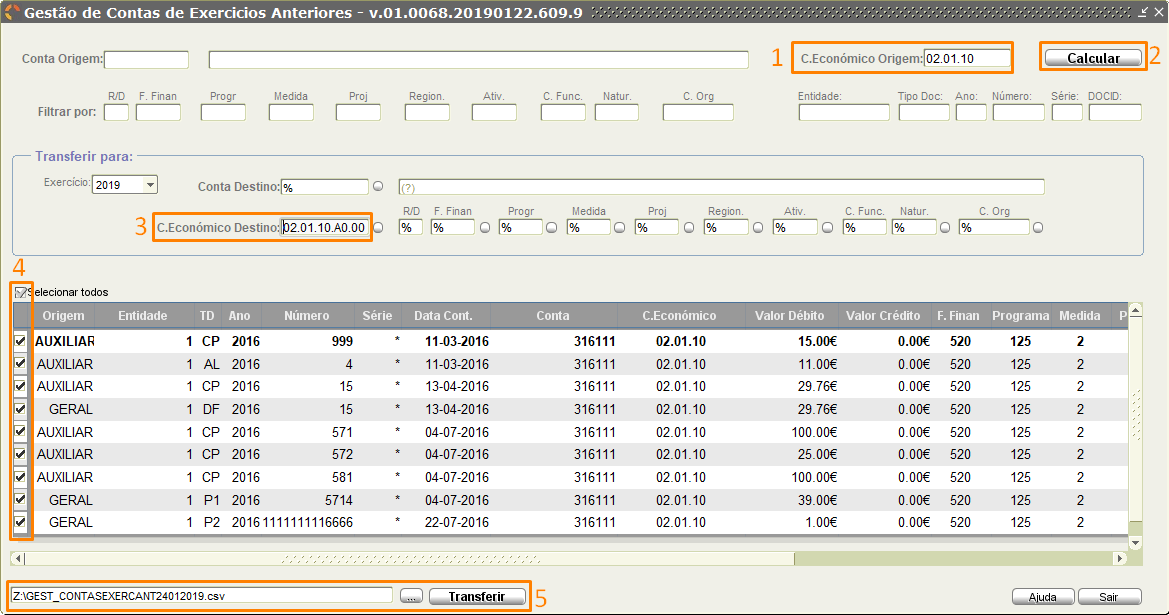 Gestão de Contas de Exercicios Anteriores - v.01.0068.20190122.609.9
Conta Origem:
1 C.Económico Origem: 02.01.10 Calcular 2
Filtrar por: R/D F. Finan Progr Medida Proj Region. Ativ. C. Func. Natur. C. Org Entidade: Tipo Doc: Ano: Número: Série: DOCID:
Transferir para:
Exercício: 2019 Conta Destino: % (?)
3 C.Económico Destino: 02.01.10.A0.00
R/D F. Finan Progr Medida Proj Region. Ativ. C. Func. Natur. C. Org
% % % % % % % % % %
4
Selecionar todos
Origem Entidade TD Ano Número Série Data Cont. Conta C.Económico Valor Débito Valor Crédito F. Finan Programa Medida P
AUXILIAR 1 CP 2016 999 * 11-03-2016 316111 02.01.10 15.00€ 0.00€ 520 125 2
AUXILIAR 1 AL 2016 4 * 11-03-2016 316111 02.01.10 11.00€ 0.00€ 520 125 2
AUXILIAR 1 CP 2016 15 * 13-04-2016 316111 02.01.10 29.76€ 0.00€ 520 125 2
GERAL 1 DF 2016 15 * 13-04-2016 316111 02.01.10 29.76€ 0.00€ 520 125 2
AUXILIAR 1 CP 2016 571 * 04-07-2016 316111 02.01.10 100.00€ 0.00€ 520 125 2
AUXILIAR 1 CP 2016 572 * 04-07-2016 316111 02.01.10 25.00€ 0.00€ 520 125 2
AUXILIAR 1 CP 2016 581 * 04-07-2016 316111 02.01.10 100.00€ 0.00€ 520 125 2
GERAL 1 P1 2016 5714 * 04-07-2016 316111 02.01.10 39.00€ 0.00€ 520 125 2
GERAL 1 P2 2016 1111111116666 * 22-07-2016 316111 02.01.10 1.00€ 0.00€ 520 125 2
Z:\GEST_CONTASEXERCANT24012019.csv ... Transferir 5 Ajuda Sair